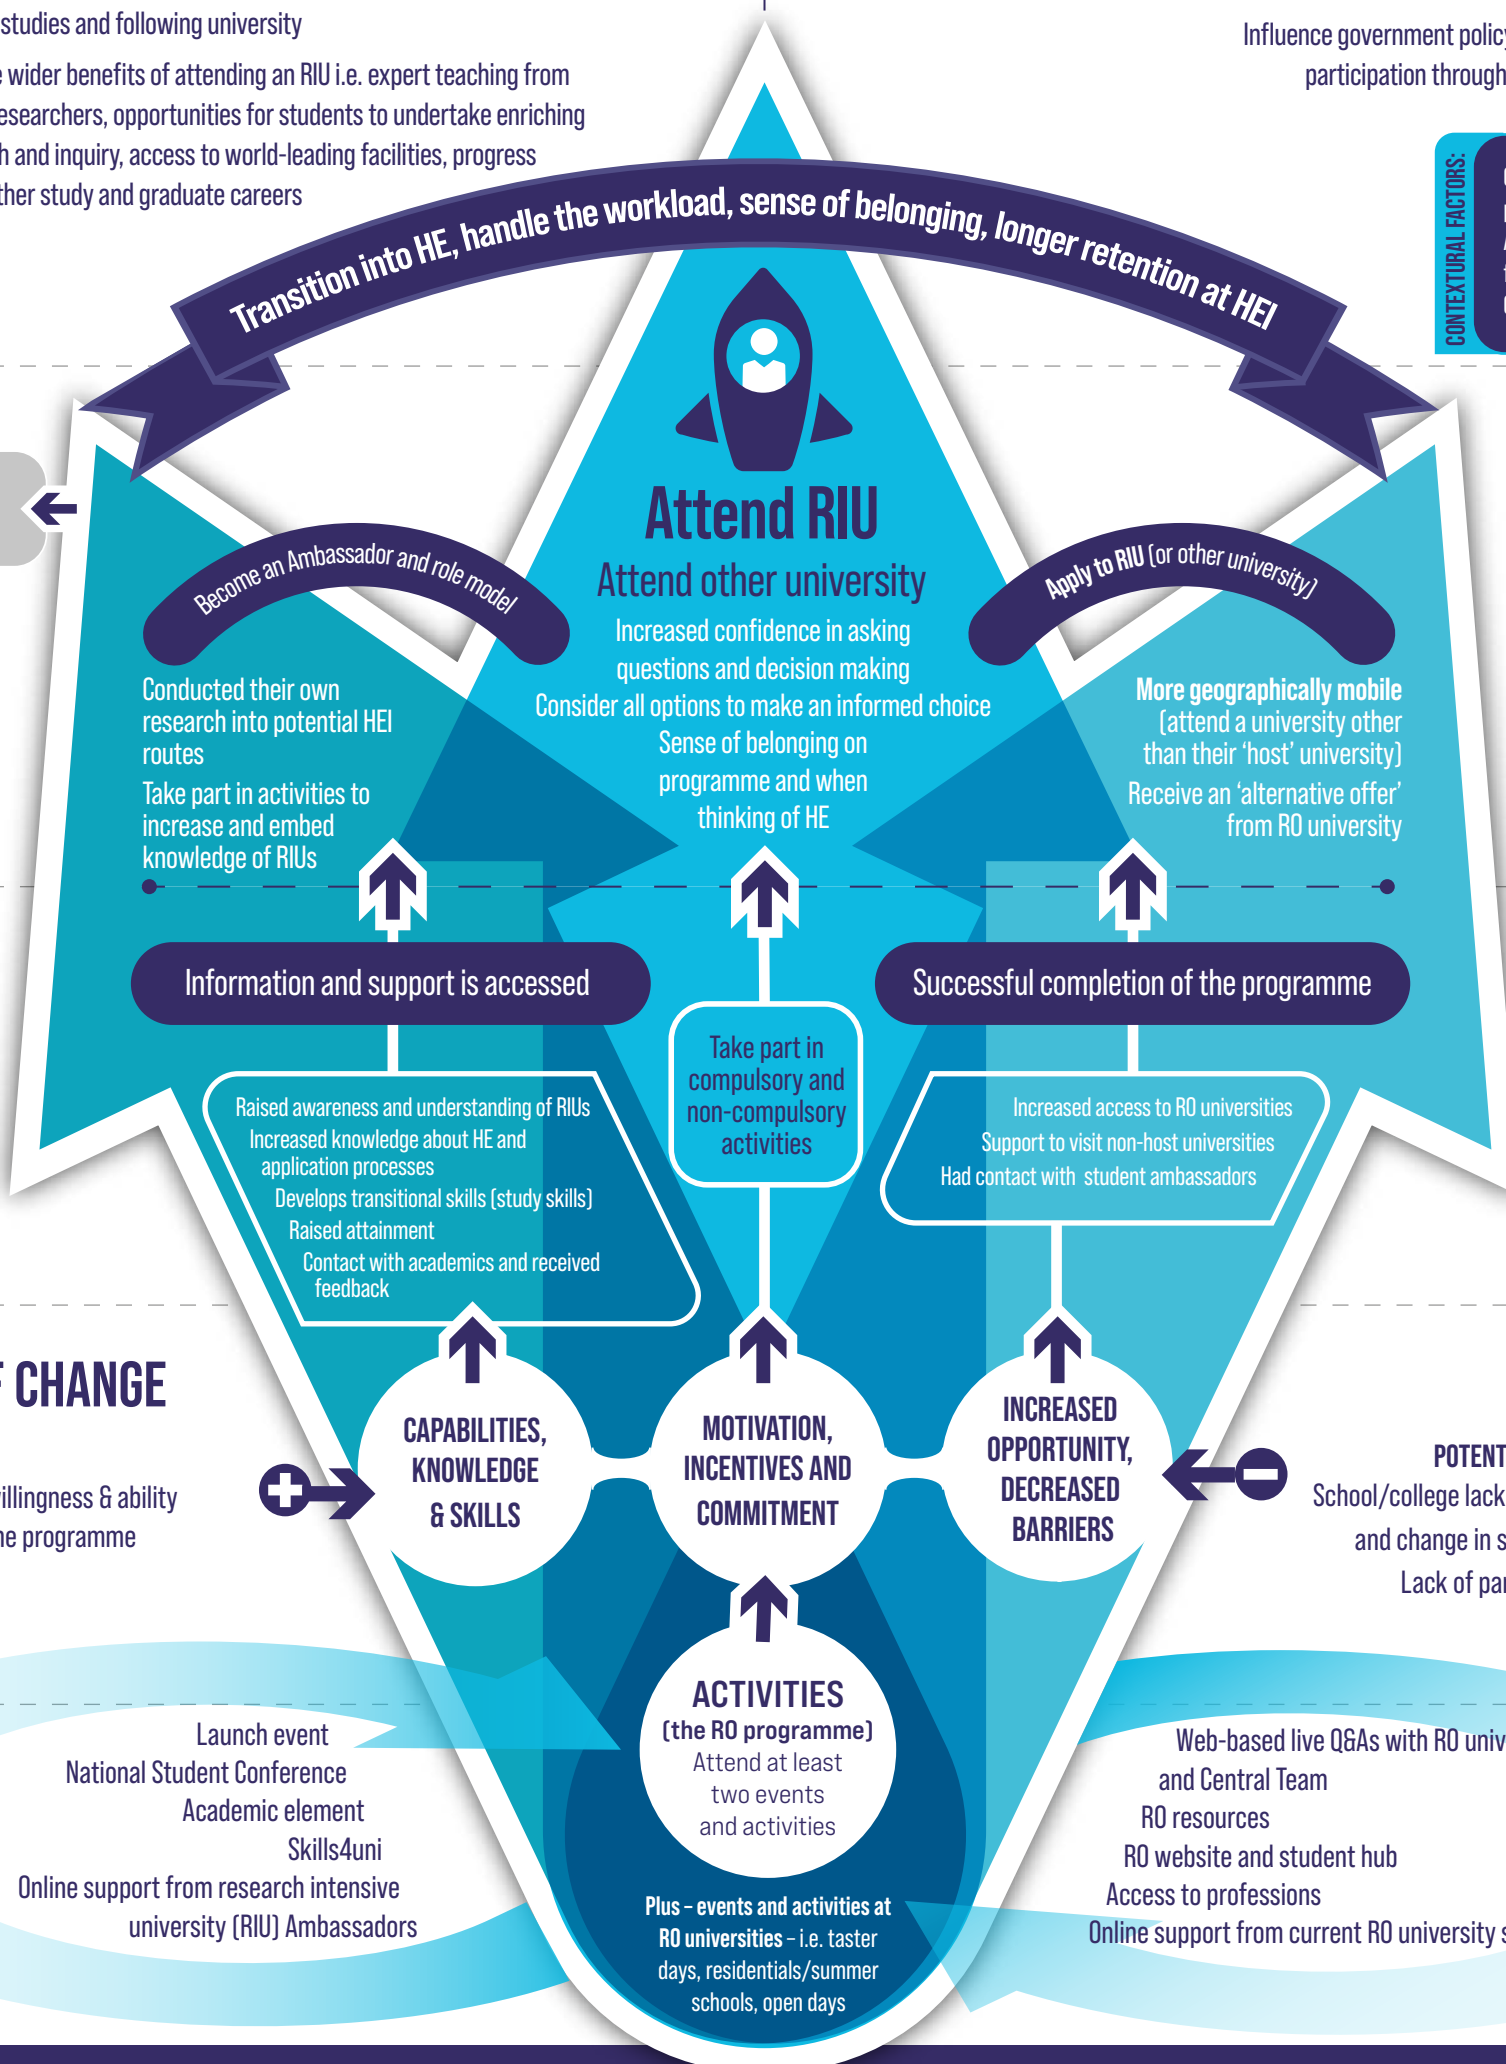 studies and following university
wider benefits of attending an RIU i.e. expert teaching from
esearchers, opportunities for students to undertake enriching
h and inquiry, access to world-leading facilities, progress
ther study and graduate careers
Influence government policy
participation through
CONTEXTURAL FACTORS:
Transition into HE, handle the workload, sense of belonging, longer retention at HEI
Attend RIU
Attend other university
Increased confidence in asking
questions and decision making
Consider all options to make an informed choice
Sense of belonging on
programme and when
thinking of HE
Become an Ambassador and role model
Conducted their own
research into potential HEI
routes
Take part in activities to
increase and embed
knowledge of RIUs
Apply to RIU (or other university)
More geographically mobile
(attend a university other
than their ‘host’ university)
Receive an ‘alternative offer’
from RO university
Information and support is accessed
Successful completion of the programme
Take part in
compulsory and
non-compulsory
activities
Raised awareness and understanding of RIUs
Increased knowledge about HE and
application processes
Develops transitional skills (study skills)
Raised attainment
Contact with academics and received
feedback
Increased access to RO universities
Support to visit non-host universities
Had contact with student ambassadors
F CHANGE
illingness & ability
he programme
CAPABILITIES,
KNOWLEDGE
& SKILLS
MOTIVATION,
INCENTIVES AND
COMMITMENT
INCREASED
OPPORTUNITY,
DECREASED
BARRIERS
POTENT
School/college lack
and change in s
Lack of par
ACTIVITIES
(the RO programme)
Attend at least
two events
and activities
Plus – events and activities at
RO universities – i.e. taster
days, residentials/summer
schools, open days
Launch event
National Student Conference
Academic element
Skills4uni
Online support from research intensive
university (RIU) Ambassadors
Web-based live Q&As with RO univ
and Central Team
RO resources
RO website and student hub
Access to professions
Online support from current RO university s